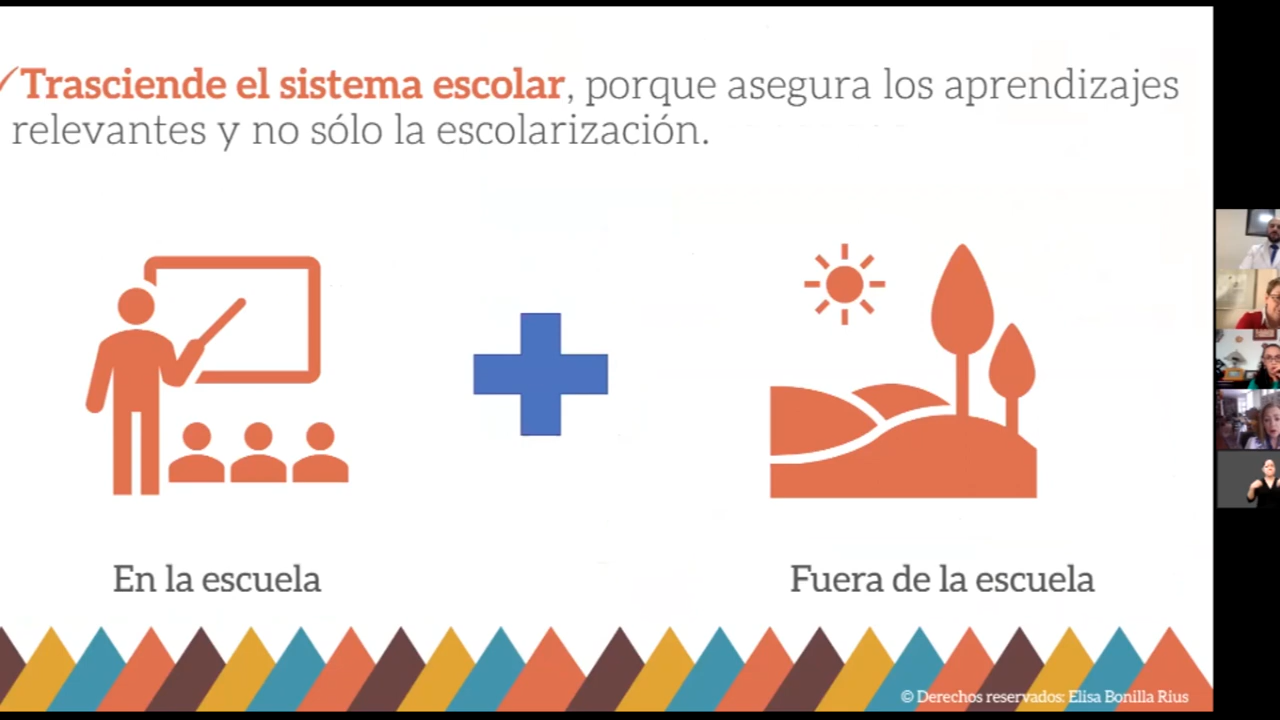 ✓Trasciende el sistema escolar, porque asegura los aprendizajes
relevantes y no sólo la escolarización.
En la escuela
Fuera de la escuela
© Derechos reservados: Elisa Bonilla Rius